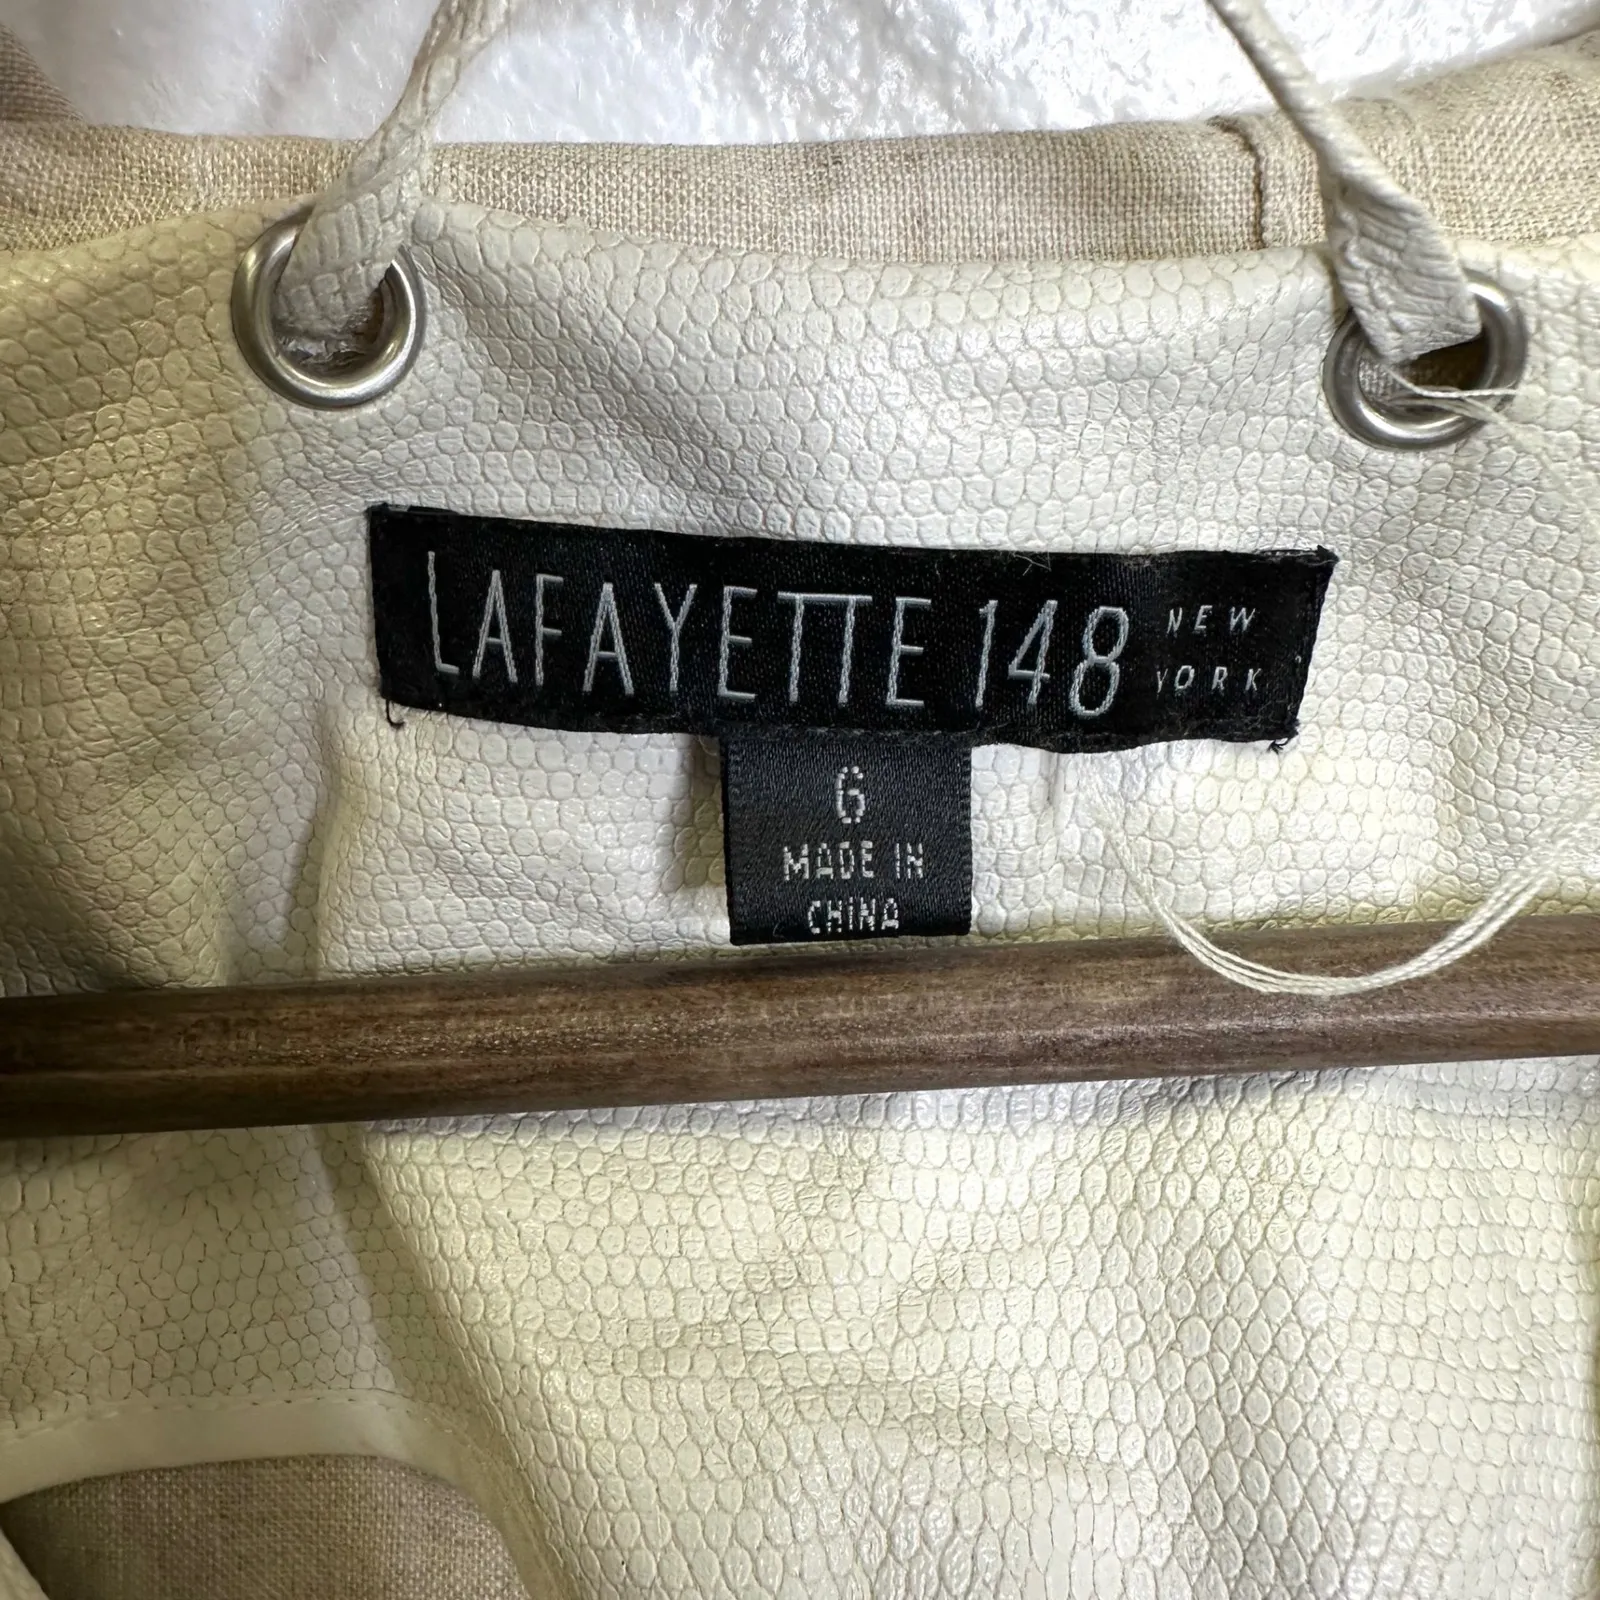 LAFAYETTE 148 NEW YORK
6
MADE IN
CHINA